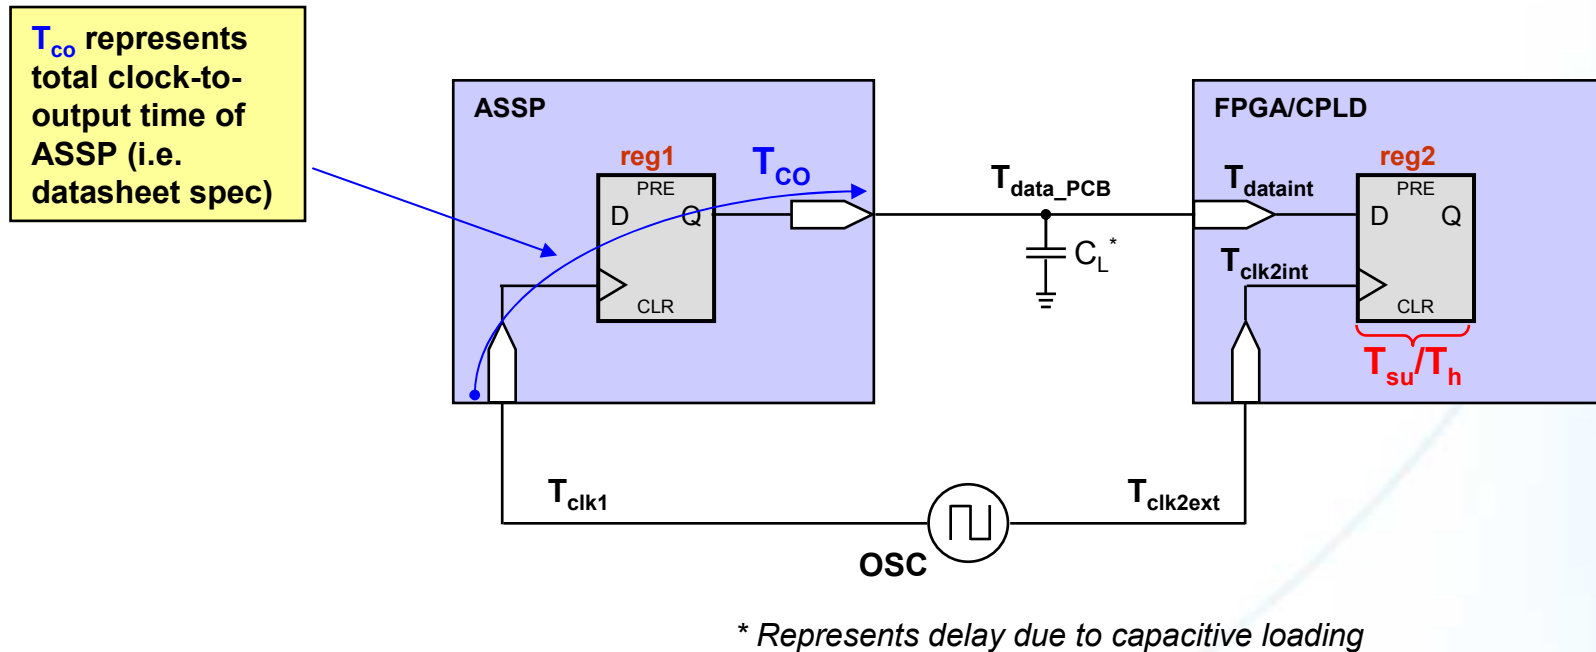 Tco represents
total clock-to-
output time of
ASSP (i.e.
datasheet spec)
ASSP
FPGA/CPLD
reg1
TCO
reg2
PRE
D Q
CLR
Tdata_PCB
CL*
Tdataint
Tclk2int
PRE
D Q
CLR
Tsu/Th
Tclk1
Tclk2ext
OSC
* Represents delay due to capacitive loading